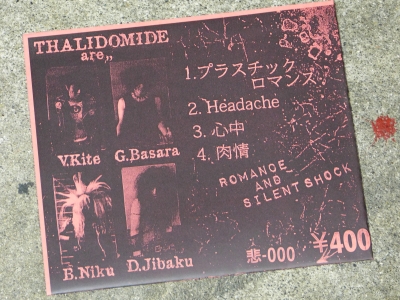 THALIDOMIDE
are,,
V.Kite
G.Basara
B.Niku
D.Jibaku
1.プラスチック
ロマンス
2. Headache
3. 心中
4. 肉情
ROMANCE
AND
SILENT SHOCK
悲-000
¥400